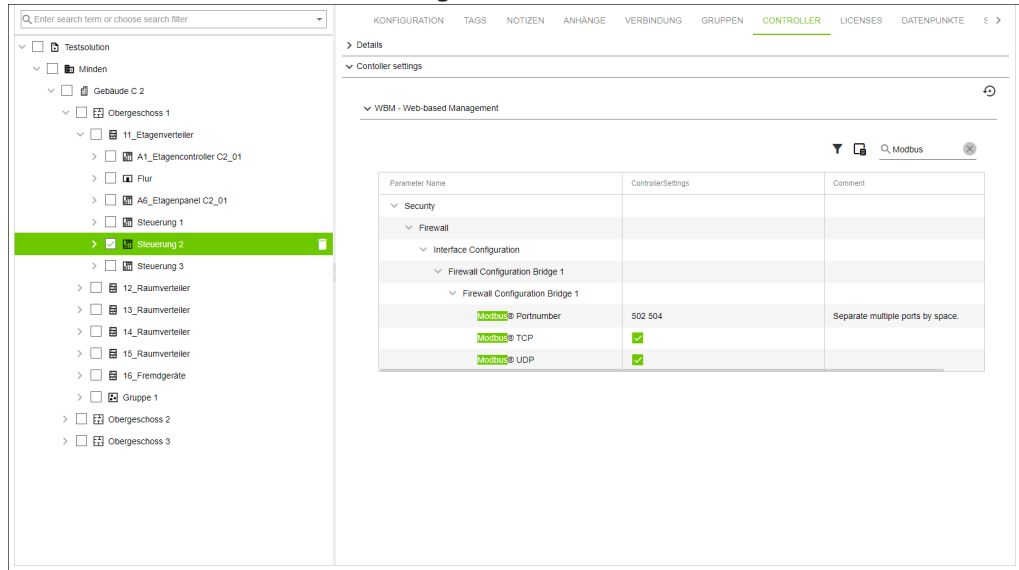 Enter search term or choose search filter
Testsolution
Minden
Gebäude C 2
Obergeschoss 1
11_Etagenverteiler
A1_Etagencontroller C2_01
Flur
A6_Etagenpanel C2_01
Steuerung 1
Steuerung 2
Steuerung 3
12_Raumverteiler
13_Raumverteiler
14_Raumverteiler
15_Raumverteiler
16_Fremdgeräte
Gruppe 1
Obergeschoss 2
Obergeschoss 3
KONFIGURATION TAGS NOTIZEN ANHÄNGE VERBINDUNG GRUPPEN CONTROLLER LICENSES DATENPUNKTE
Details
Contoller settings
WBM - Web-based Management
Modbus
Parameter Name ControllerSettings Comment
Security
Firewall
Interface Configuration
Firewall Configuration Bridge 1
Firewall Configuration Bridge 1
Modbus® Portnumber 502 504 Separate multiple ports by space.
Modbus® TCP
Modbus® UDP